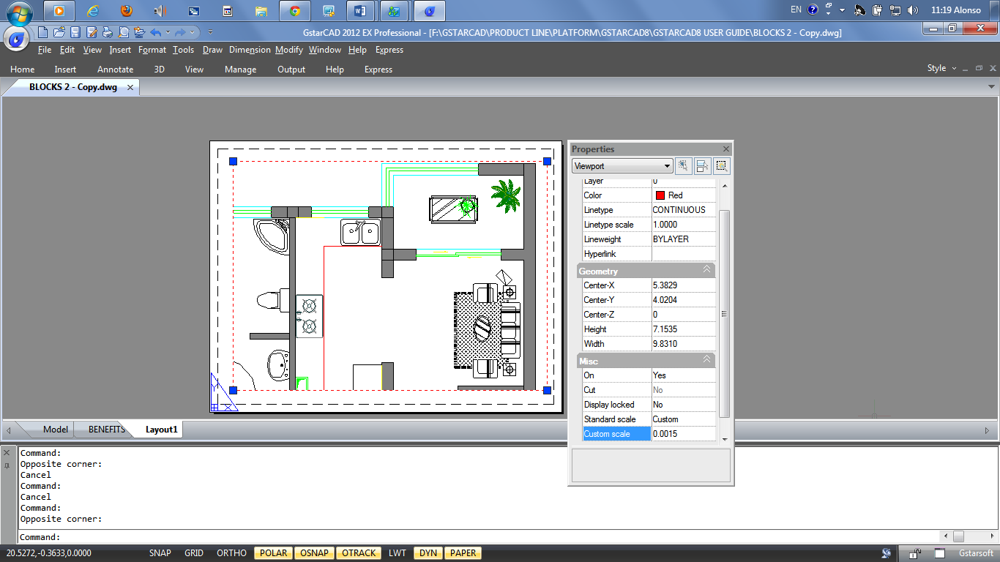 EN
11:19 Alonso
GstarCAD 2012 EX Professional - [F:\GSTARCAD\PRODUCT LINE\PLATFORM\GSTARCAD8\GSTARCAD8 USER GUIDE\BLOCKS 2 - Copy.dwg]
File Edit View Insert Format Tools Draw Dimension Modify Window Help Express
Home Insert Annotate 3D View Manage Output Help Express
Style
BLOCKS 2 - Copy.dwg
Properties
Viewport
Layer 0
Color Red
Linetype CONTINUOUS
Linetype scale 1.0000
Lineweight BYLAYER
Hyperlink
Geometry
Center-X 5.3829
Center-Y 4.0204
Center-Z 0
Height 7.1535
Width 9.8310
Misc
On Yes
Cut No
Display locked No
Standard scale Custom
Custom scale 0.0015
Y
X
Model BENEFITS Layout1
Command:
Opposite corner:
Cancel
Command:
Cancel
Command:
Opposite corner:
Command:
20.5272,-0.3633,0.0000 SNAP GRID ORTHO POLAR OSNAP OTRACK LWT DYN PAPER Gstarsoft